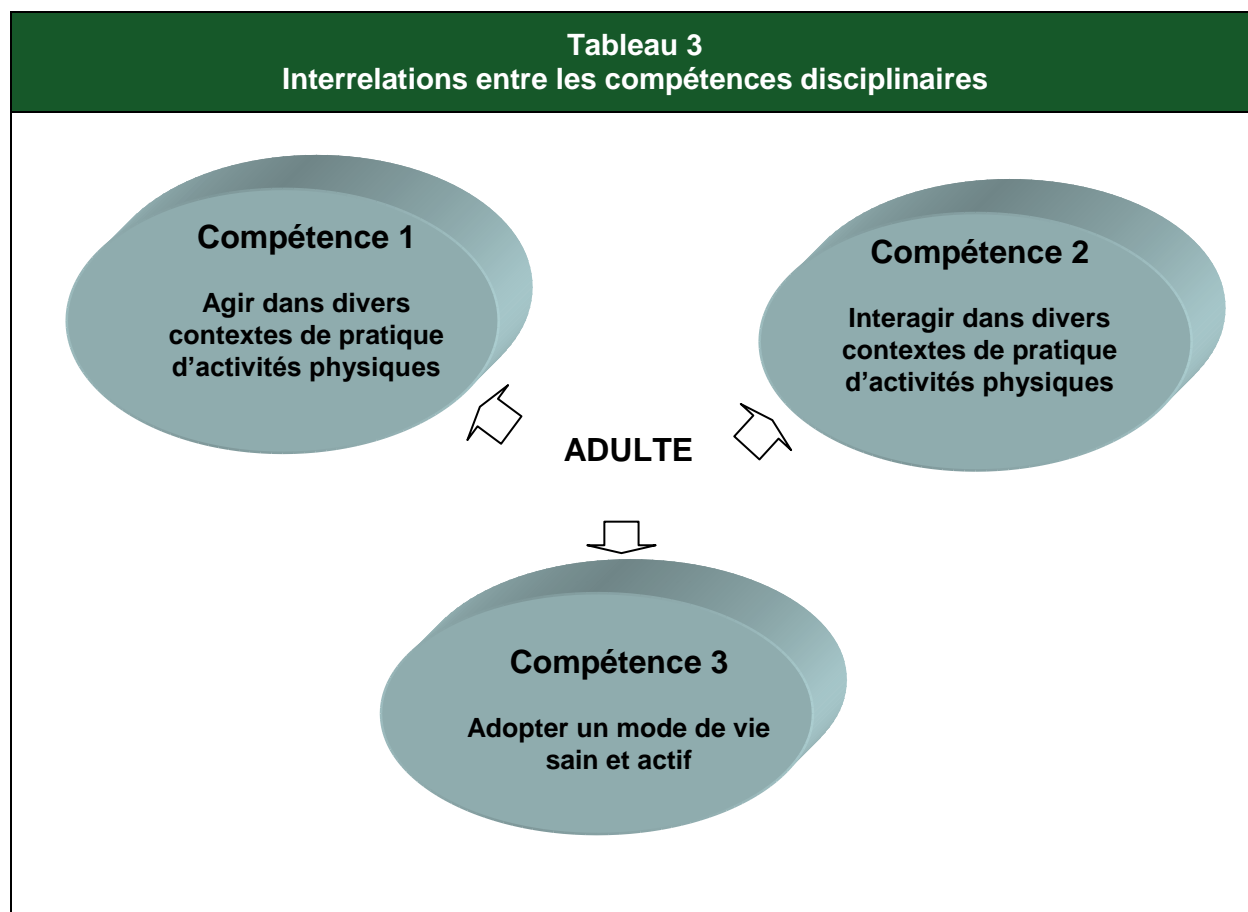 Tableau 3
Interrelations entre les compétences disciplinaires
Compétence 1
Agir dans divers
contextes de pratique
d’activités physiques
Compétence 2
Interagir dans divers
contextes de pratique
d’activités physiques
ADULTE
Compétence 3
Adopter un mode de vie
sain et actif